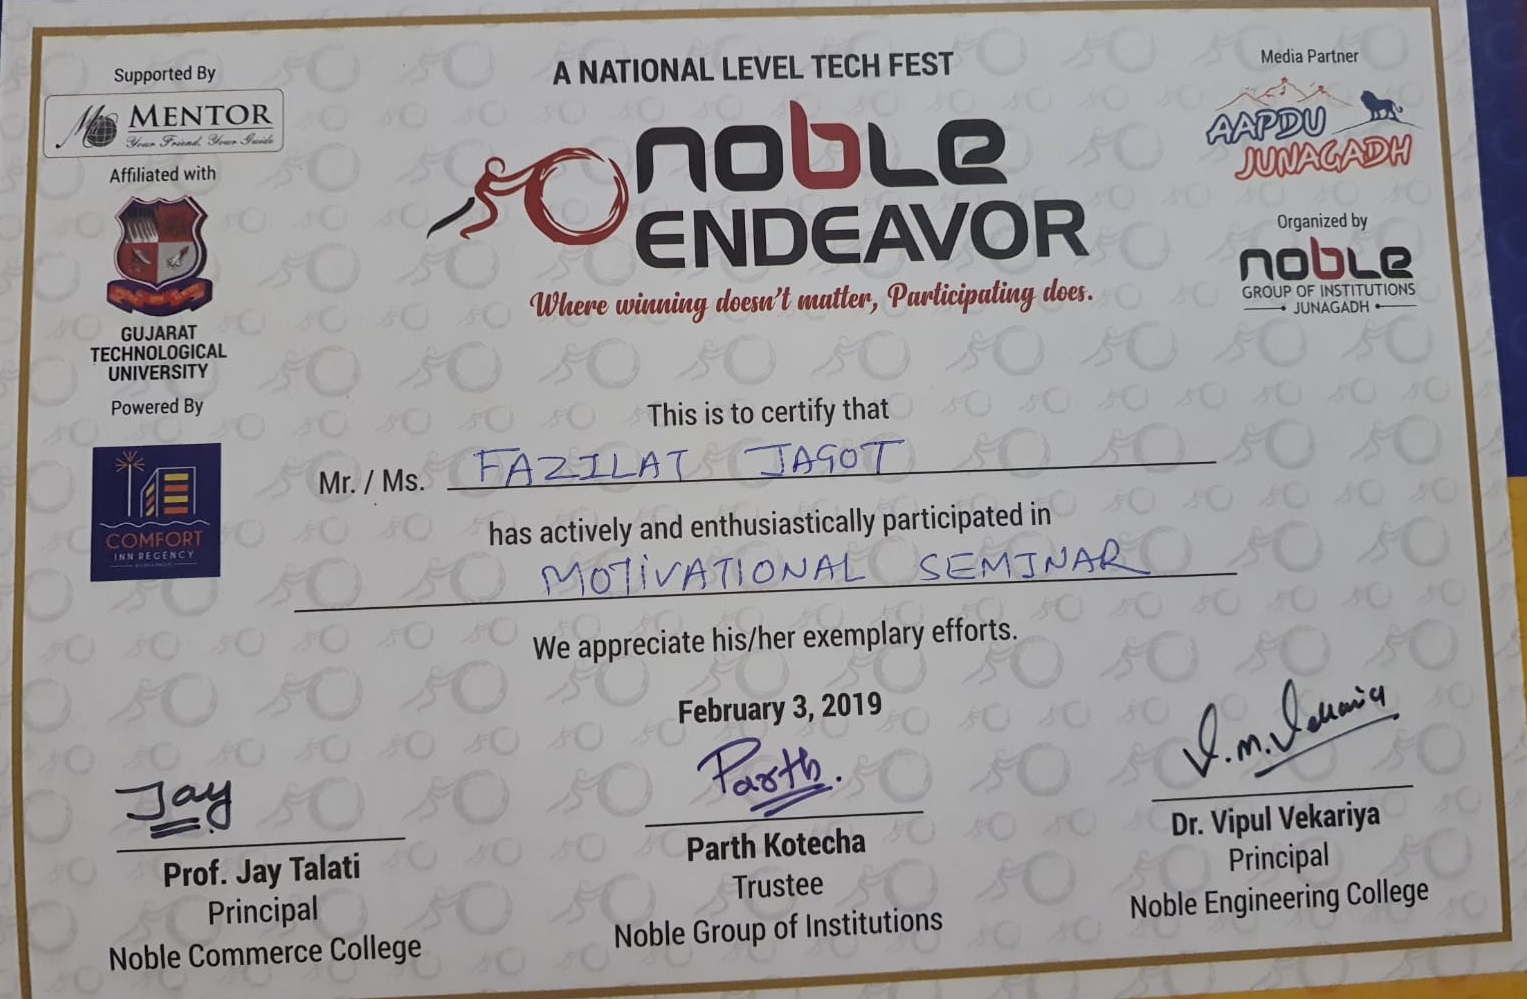 Supported By
MENTOR
Your Friend, Your Guide
Affiliated with
GUJARAT
TECHNOLOGICAL
UNIVERSITY
Powered By
COMFORT
INN REGENCY
A NATIONAL LEVEL TECH FEST
noble
ENDEAVOR
Where winning doesn't matter, Participating does.
Media Partner
AAPDU
JUNAGADH
Organized by
noble
GROUP OF INSTITUTIONS
JUNAGADH
This is to certify that
Mr. / Ms. FAZILAT JAGOT
has actively and enthusiastically participated in
MOTIVATIONAL SEMINAR
We appreciate his/her exemplary efforts.
February 3, 2019
Jay
Prof. Jay Talati
Principal
Noble Commerce College
Parth.
Parth Kotecha
Trustee
Noble Group of Institutions
V.M.Vekariya
Dr. Vipul Vekariya
Principal
Noble Engineering College